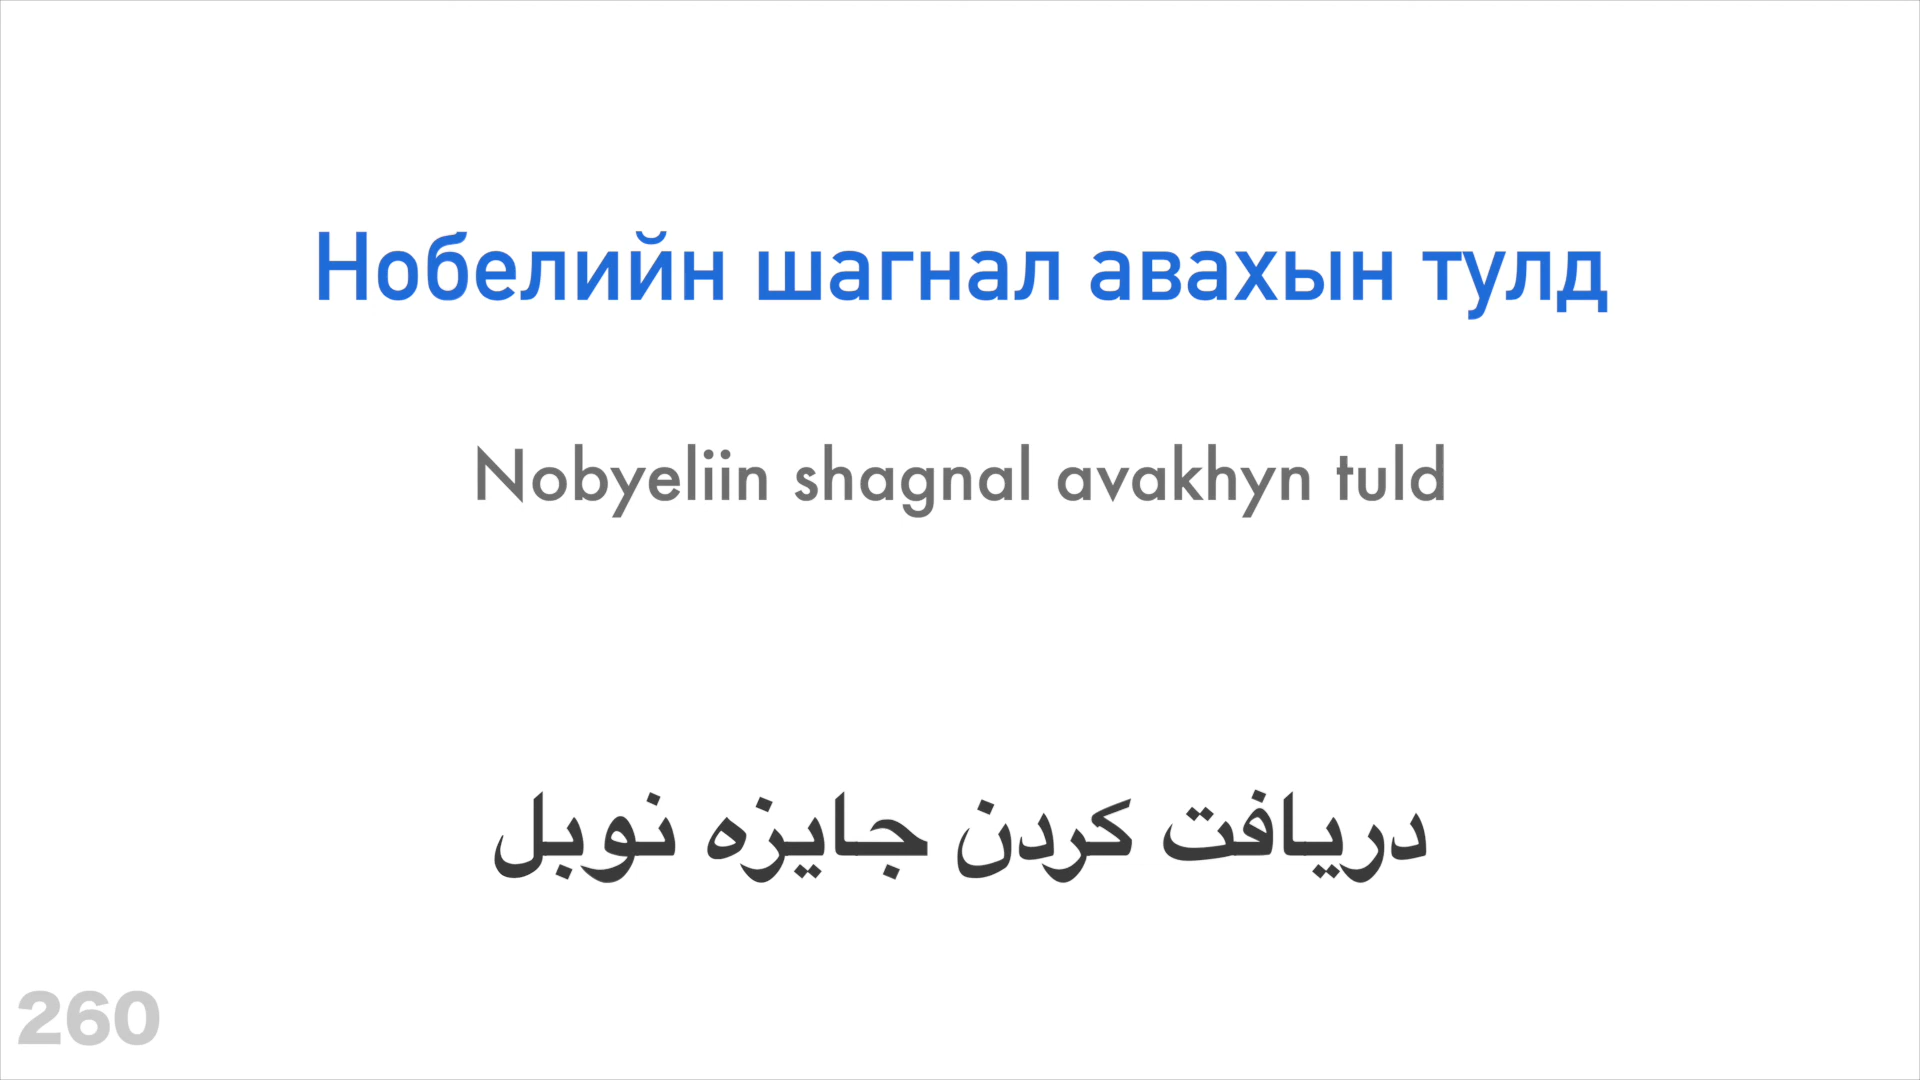 Нобелийн шагнал авахын тулд
Nobyeliin shagnal avakhyn tuld
دریافت کردن جایزه نوبل
260